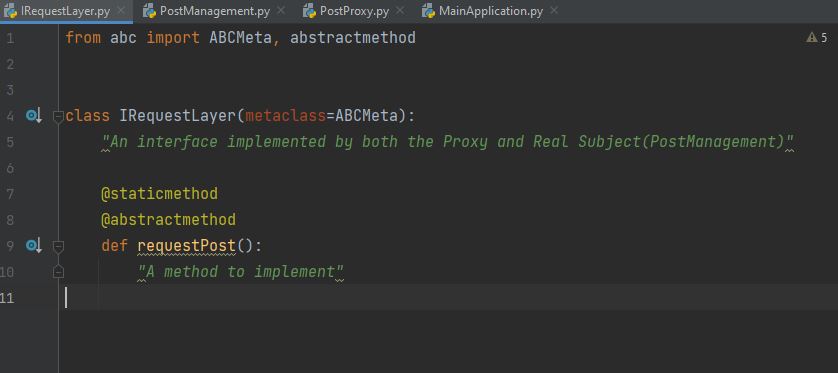 IRequestLayer.py × PostManagement.py × PostProxy.py × MainApplication.py ×
1 from abc import ABCMeta, abstractmethod 5
2
3
4 class IRequestLayer(metaclass=ABCMeta):
5 "An interface implemented by both the Proxy and Real Subject(PostManagement)"
6
7 @staticmethod
8 @abstractmethod
9 def requestPost():
10 "A method to implement"
11